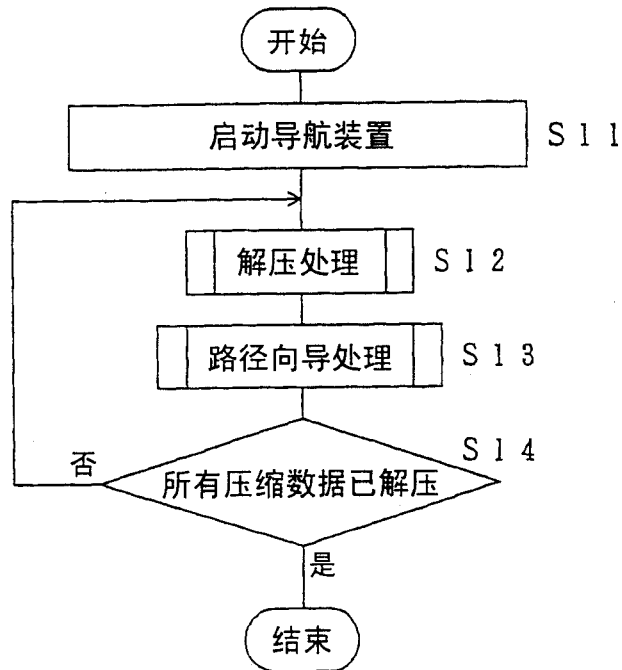 开始
启动导航装置 S11
解压处理 S12
路径向导处理 S13
S14
否
所有压缩数据已解压
是
结束